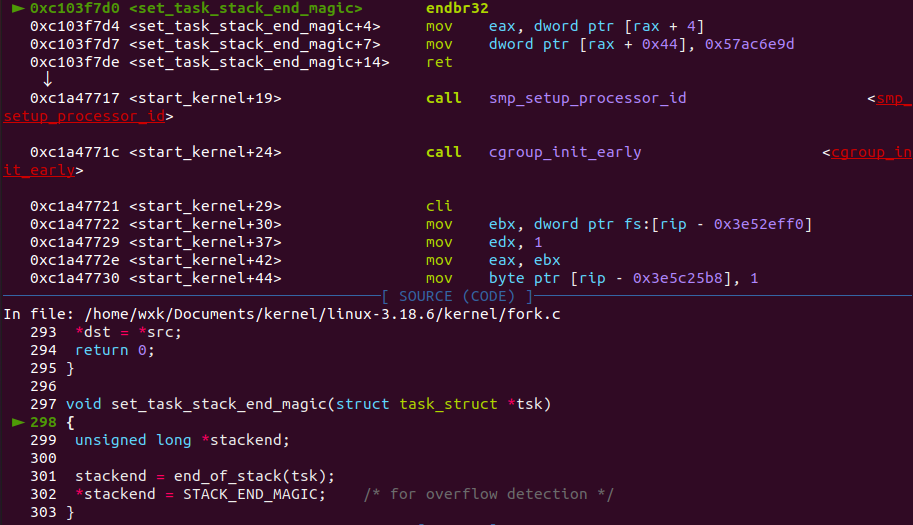 ► 0xc103f7d0 <set_task_stack_end_magic> endbr32
0xc103f7d4 <set_task_stack_end_magic+4> mov eax, dword ptr [rax + 4]
0xc103f7d7 <set_task_stack_end_magic+7> mov dword ptr [rax + 0x44], 0x57ac6e9d
0xc103f7de <set_task_stack_end_magic+14> ret
↓
0xc1a47717 <start_kernel+19> call smp_setup_processor_id <smp_
setup_processor_id>
0xc1a4771c <start_kernel+24> call cgroup_init_early <cgroup_in
it_early>
0xc1a47721 <start_kernel+29> cli
0xc1a47722 <start_kernel+30> mov ebx, dword ptr fs:[rip - 0x3e52eff0]
0xc1a47729 <start_kernel+37> mov edx, 1
0xc1a4772e <start_kernel+42> mov eax, ebx
0xc1a47730 <start_kernel+44> mov byte ptr [rip - 0x3e5c25b8], 1
[ SOURCE (CODE) ]
In file: /home/wxk/Documents/kernel/linux-3.18.6/kernel/fork.c
293 *dst = *src;
294 return 0;
295 }
296
297 void set_task_stack_end_magic(struct task_struct *tsk)
► 298 {
299 unsigned long *stackend;
300
301 stackend = end_of_stack(tsk);
302 *stackend = STACK_END_MAGIC; /* for overflow detection */
303 }